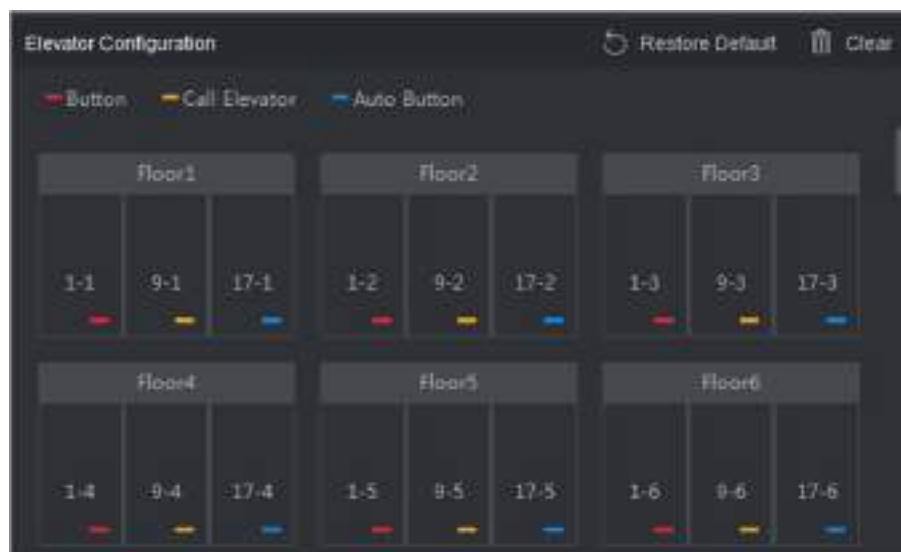 Elevator Configuration Restore Default Clear
Button Call Elevator Auto Button
Floor1 Floor2 Floor3
1-1 9-1 17-1 1-2 9-2 17-2 1-3 9-3 17-3
Floor4 Floor5 Floor6
1-4 9-4 17-4 1-5 9-5 17-5 1-6 9-6 17-6